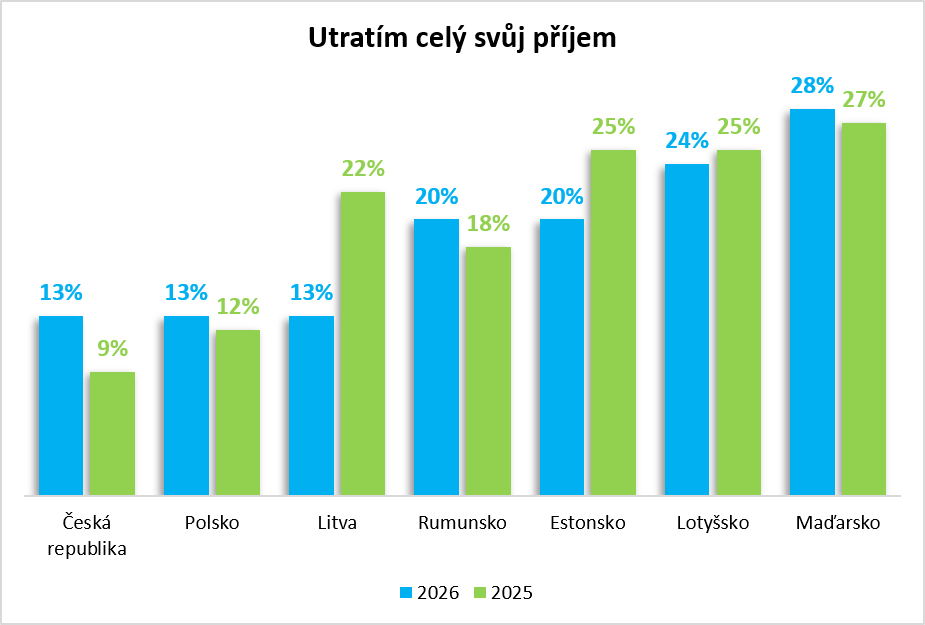 Utratím celý svůj příjem
13%
9%
13%
12%
13%
22%
20%
18%
20%
25%
24%
25%
28%
27%
Česká
republika
Polsko
Litva
Rumunsko
Estonsko
Lotyšsko
Maďarsko
2026
2025